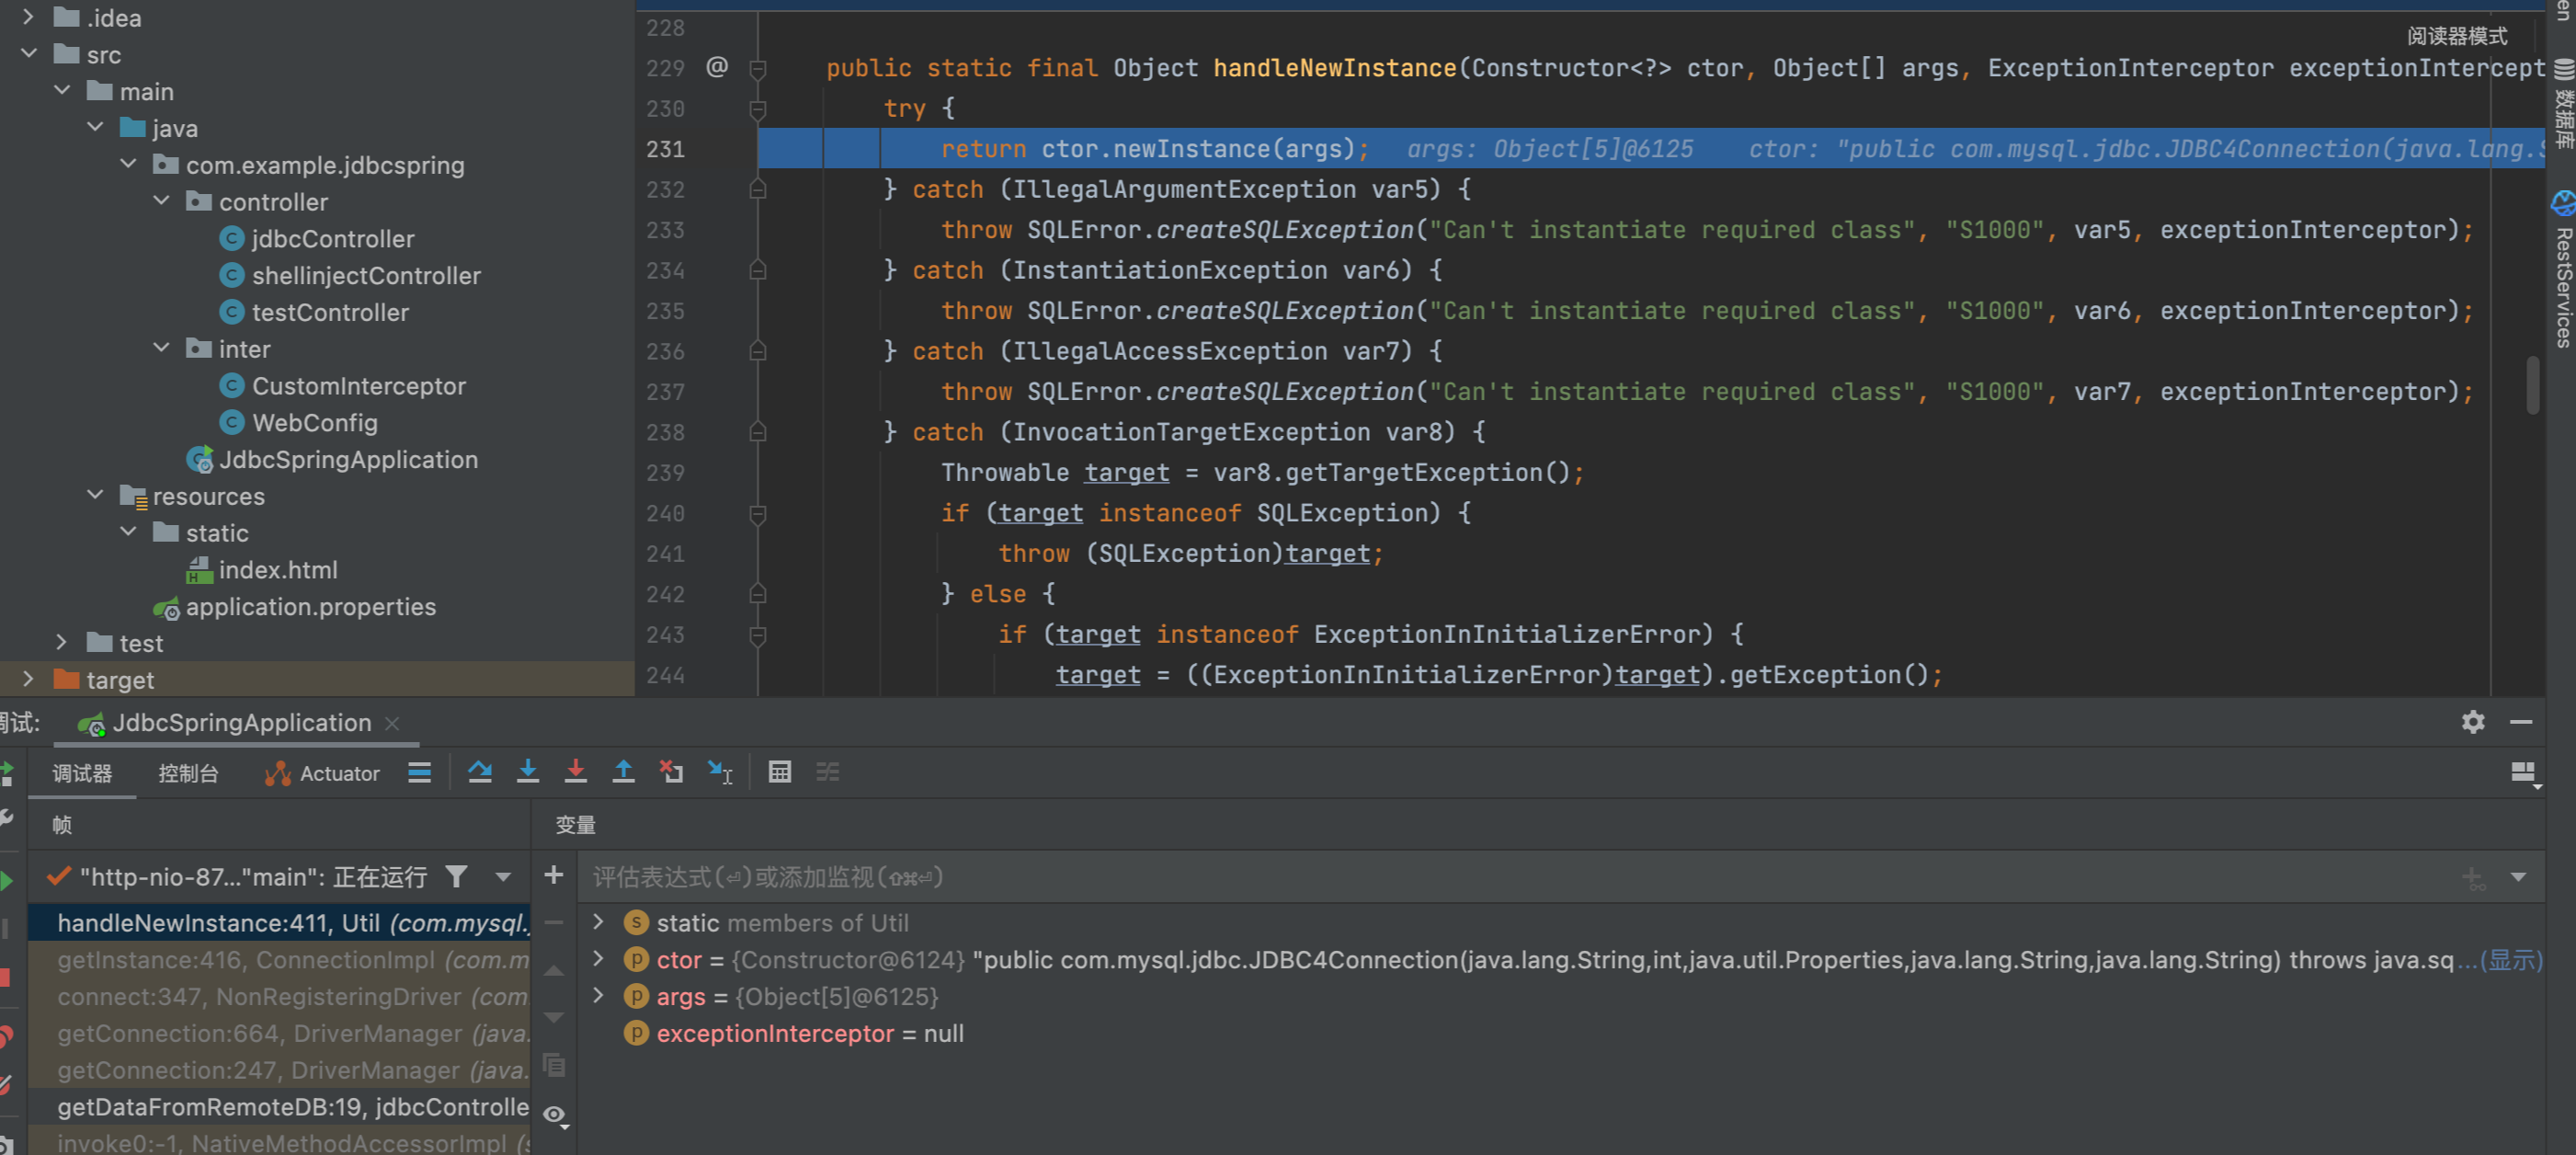 .idea
src
main
java
com.example.jdbcspring
controller
jdbcController
shellinjectController
testController
inter
CustomInterceptor
WebConfig
JdbcSpringApplication
resources
static
index.html
application.properties
test
target
阅读器模式
228
229 @ public static final Object handleNewInstance(Constructor<?> ctor, Object[] args, ExceptionInterceptor exceptionIntercept
230 try {
231 return ctor.newInstance(args); args: Object[5]@6125 ctor: "public com.mysql.jdbc.JDBC4Connection(java.lang.S
232 } catch (IllegalArgumentException var5) {
233 throw SQLError.createSQLException("Can't instantiate required class", "S1000", var5, exceptionInterceptor);
234 } catch (InstantiationException var6) {
235 throw SQLError.createSQLException("Can't instantiate required class", "S1000", var6, exceptionInterceptor);
236 } catch (IllegalAccessException var7) {
237 throw SQLError.createSQLException("Can't instantiate required class", "S1000", var7, exceptionInterceptor);
238 } catch (InvocationTargetException var8) {
239 Throwable target = var8.getTargetException();
240 if (target instanceof SQLException) {
241 throw (SQLException)target;
242 } else {
243 if (target instanceof ExceptionInInitializerError) {
244 target = ((ExceptionInInitializerError)target).getException();
en
数据库
RestServices
调试: JdbcSpringApplication
调试器 控制台 Actuator
帧
变量
"http-nio-87..."main": 正在运行
评估表达式(⏎)或添加监视(⇧⌘⏎)
handleNewInstance:411, Util (com.mysql.j
getInstance:416, ConnectionImpl (com.m
connect:347, NonRegisteringDriver (com.
getConnection:664, DriverManager (java.
getConnection:247, DriverManager (java.
getDataFromRemoteDB:19, jdbcControlle
invoke0:-1, NativeMethodAccessorImpl (s
static members of Util
ctor = {Constructor@6124} "public com.mysql.jdbc.JDBC4Connection(java.lang.String,int,java.util.Properties,java.lang.String,java.lang.String) throws java.sq...(显示)
args = {Object[5]@6125}
exceptionInterceptor = null